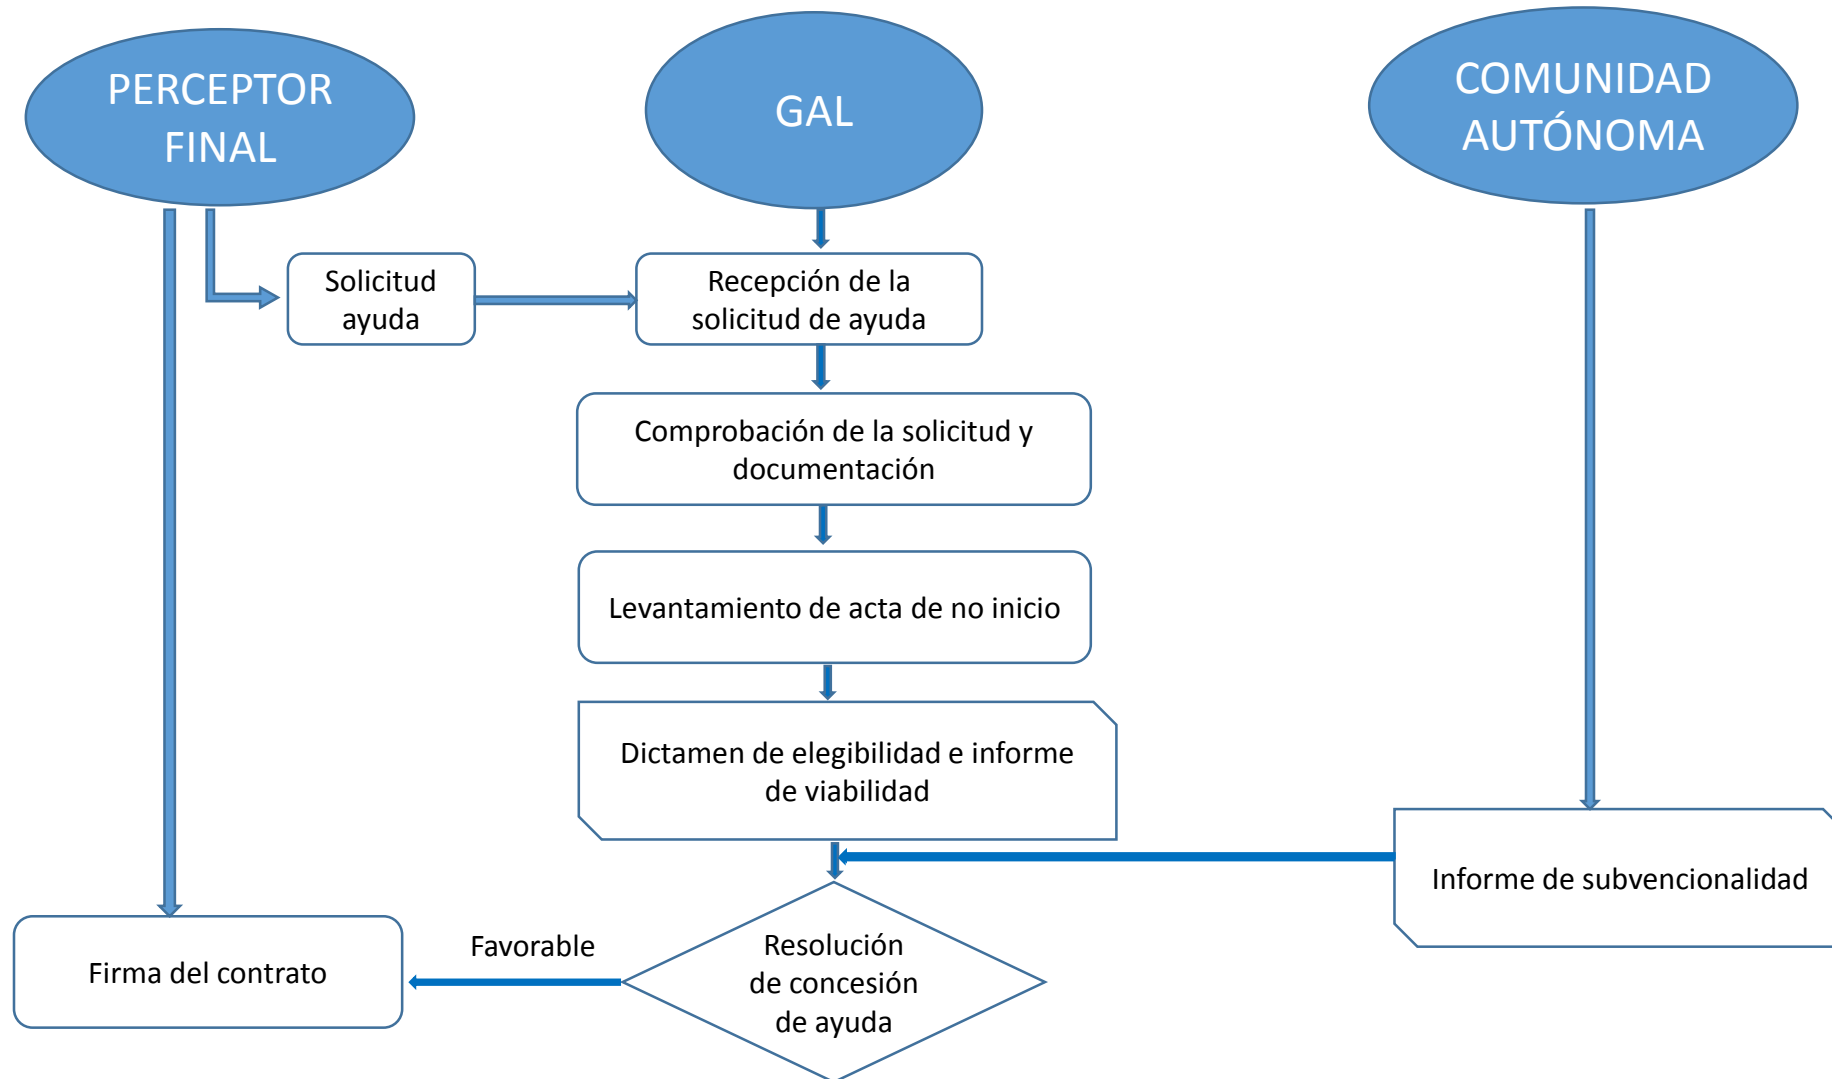 PERCEPTOR
FINAL
GAL
COMUNIDAD
AUTÓNOMA
Solicitud
ayuda
Recepción de la
solicitud de ayuda
Comprobación de la solicitud y
documentación
Levantamiento de acta de no inicio
Dictamen de elegibilidad e informe
de viabilidad
Informe de subvencionalidad
Favorable
Resolución
de concesión
de ayuda
Firma del contrato